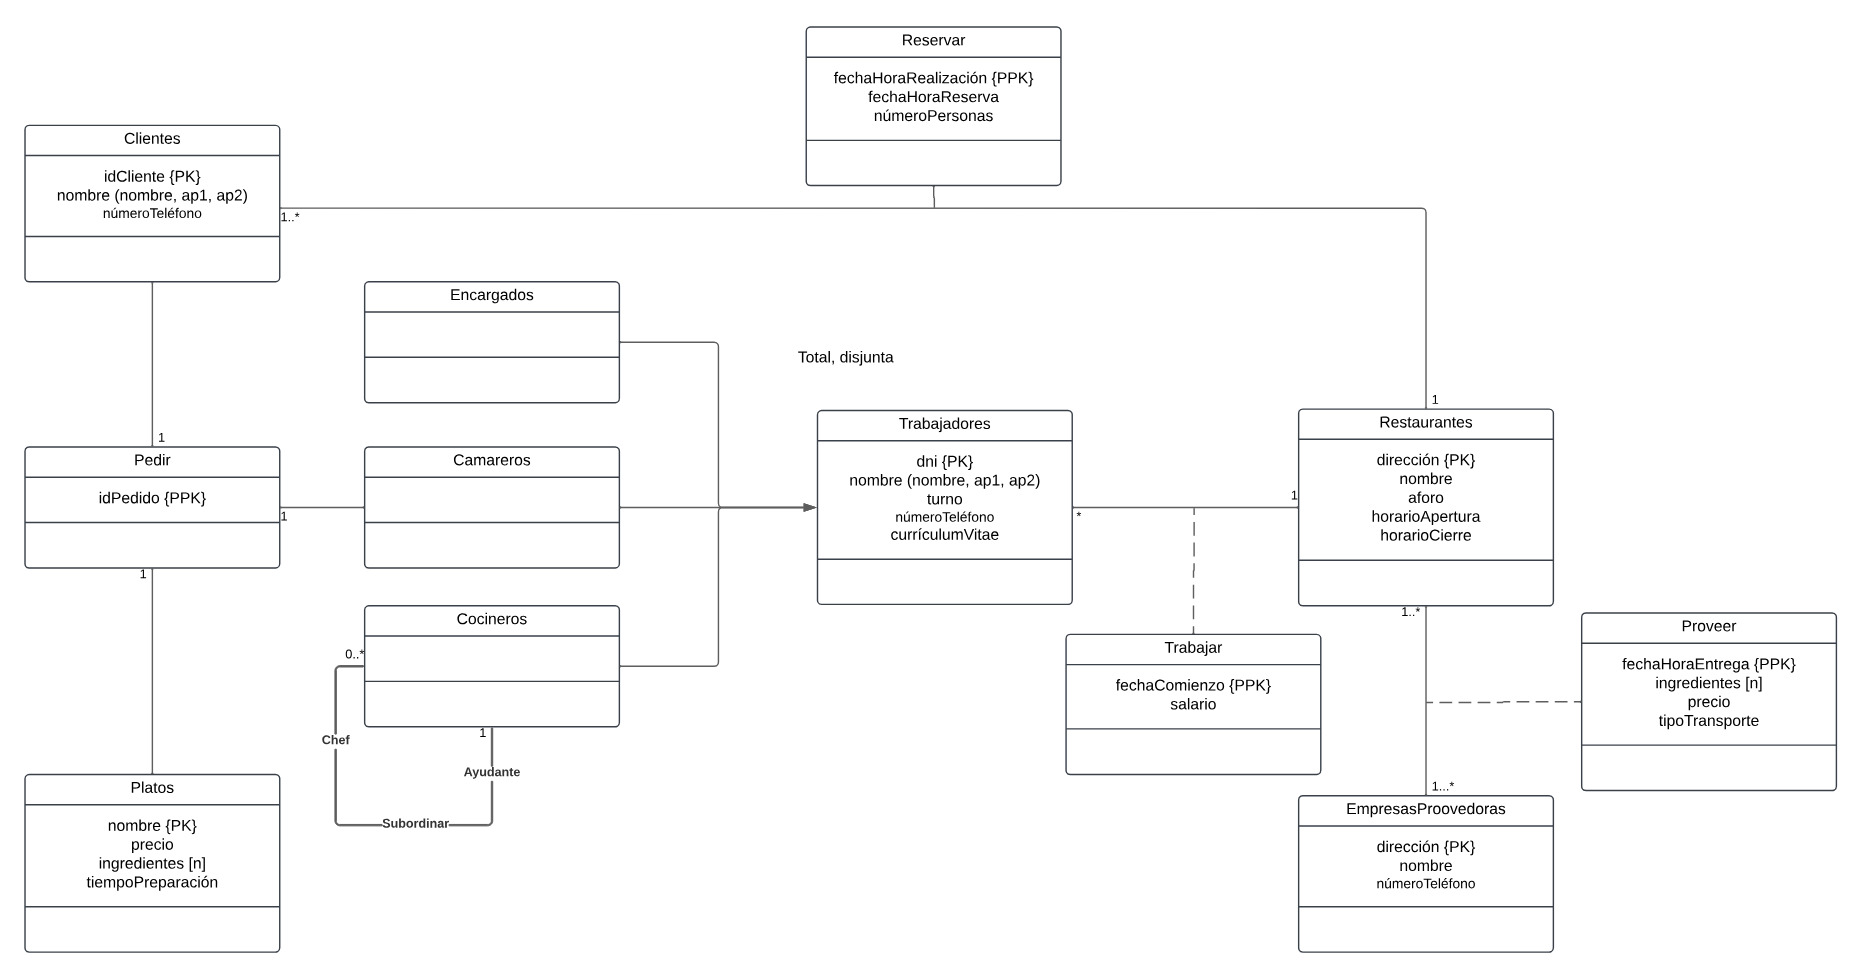 Reservar
fechaHoraRealización {PPK}
fechaHoraReserva
númeroPersonas
Clientes
idCliente {PK}
nombre (nombre, ap1, ap2)
númeroTeléfono
1..*
Encargados
Total, disjunta
1
1
Pedir
idPedido {PPK}
1
1
Camareros
Trabajadores
dni {PK}
nombre (nombre, ap1, ap2)
turno
númeroTeléfono
currículumVitae
*
1
Restaurantes
dirección {PK}
nombre
aforo
horarioApertura
horarioCierre
1..*
Cocineros
0..*
1
Chef
Ayudante
Subordinar
Trabajar
fechaComienzo {PPK}
salario
Proveer
fechaHoraEntrega {PPK}
ingredientes [n]
precio
tipoTransporte
1...*
Platos
nombre {PK}
precio
ingredientes [n]
tiempoPreparación
EmpresasProovedoras
dirección {PK}
nombre
númeroTeléfono